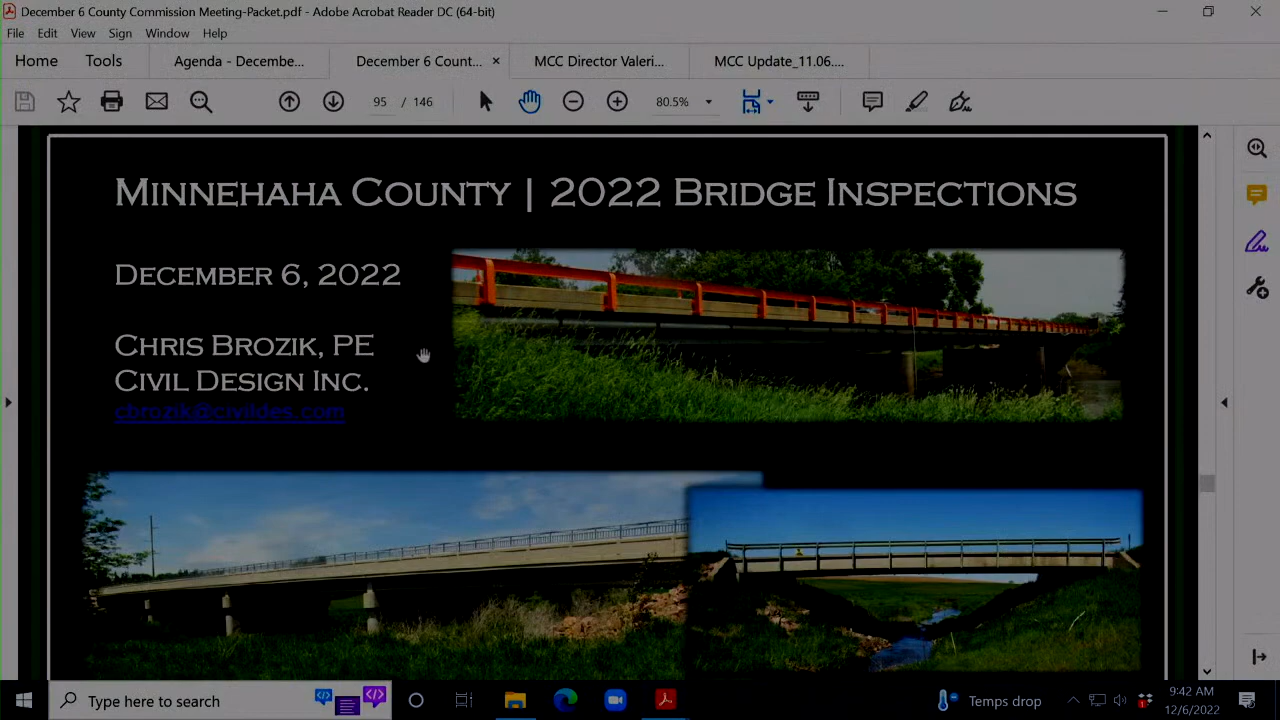 December 6 County Commission Meeting-Packet.pdf - Adobe Acrobat Reader DC (64-bit)
File Edit View Sign Window Help
Home Tools Agenda - Decembe... December 6 Count... × MCC Director Valeri... MCC Update_11.06....
95 / 146 80.5%
Minnehaha County | 2022 Bridge Inspections
December 6, 2022
Chris Brozik, PE
Civil Design Inc.
cbrozik@civildes.com
Type here to search
Temps drop
9:42 AM
12/6/2022